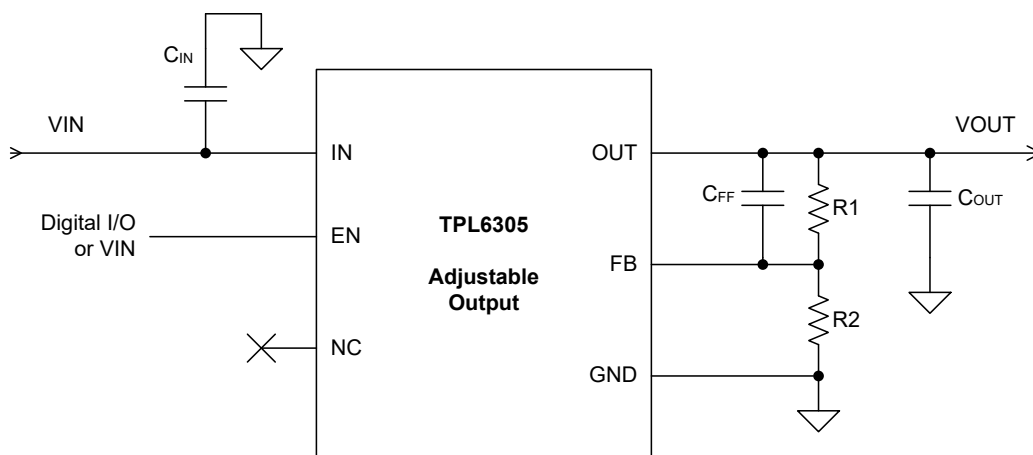 CIN
VIN
IN
OUT
VOUT
CFF
R1
COUT
Digital I/O
or VIN
EN
TPL6305
Adjustable
Output
FB
R2
NC
GND